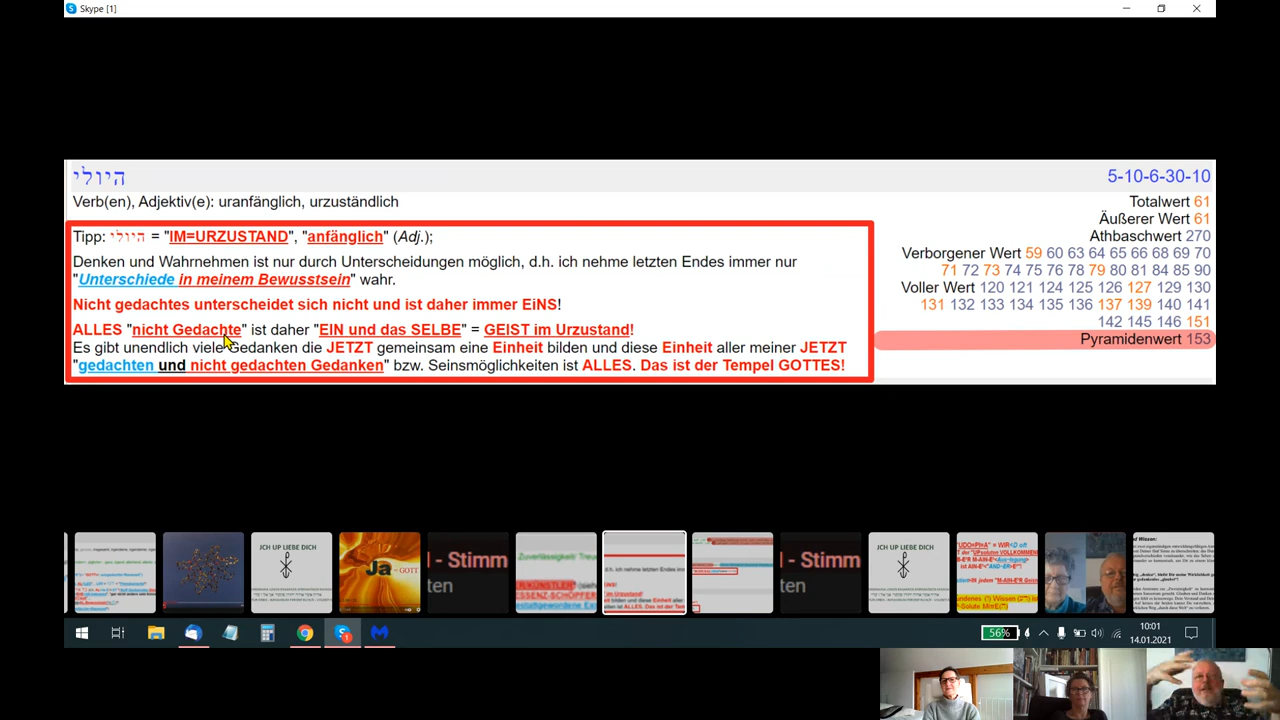 Skype [1]
היולי
5-10-6-30-10
Verb(en), Adjektiv(e): uranfänglich, urzuständlich
Totalwert 61
Äußerer Wert 61
Athbaschwert 270
Verborgener Wert 59 60 63 64 65 66 68 69 70
71 72 73 74 75 76 78 79 80 81 84 85 90
Voller Wert 120 121 124 125 126 127 129 130
131 132 133 134 135 136 137 139 140 141
142 145 146 151
Pyramidenwert 153
Tipp: היולי = "IM=URZUSTAND", "anfänglich" (Adj.);
Denken und Wahrnehmen ist nur durch Unterscheidungen möglich, d.h. ich nehme letzten Endes immer nur
"Unterschiede in meinem Bewusstsein" wahr.
Nicht gedachtes unterscheidet sich nicht und ist daher immer EiNS!
ALLES "nicht Gedachte" ist daher "EIN und das SELBE" = GEIST im Urzustand!
Es gibt unendlich viele Gedanken die JETZT gemeinsam eine Einheit bilden und diese Einheit aller meiner JETZT
"gedachten und nicht gedachten Gedanken" bzw. Seinsmöglichkeiten ist ALLES. Das ist der Tempel GOTTES!
JCH UP LIEBE DICH
Ja
GOTT
l - Stimm
ten
Zuverlässigkeit Treue
l - Stimm
ten
JCH UP LIEBE DICH
56%
10:01
14.01.2021